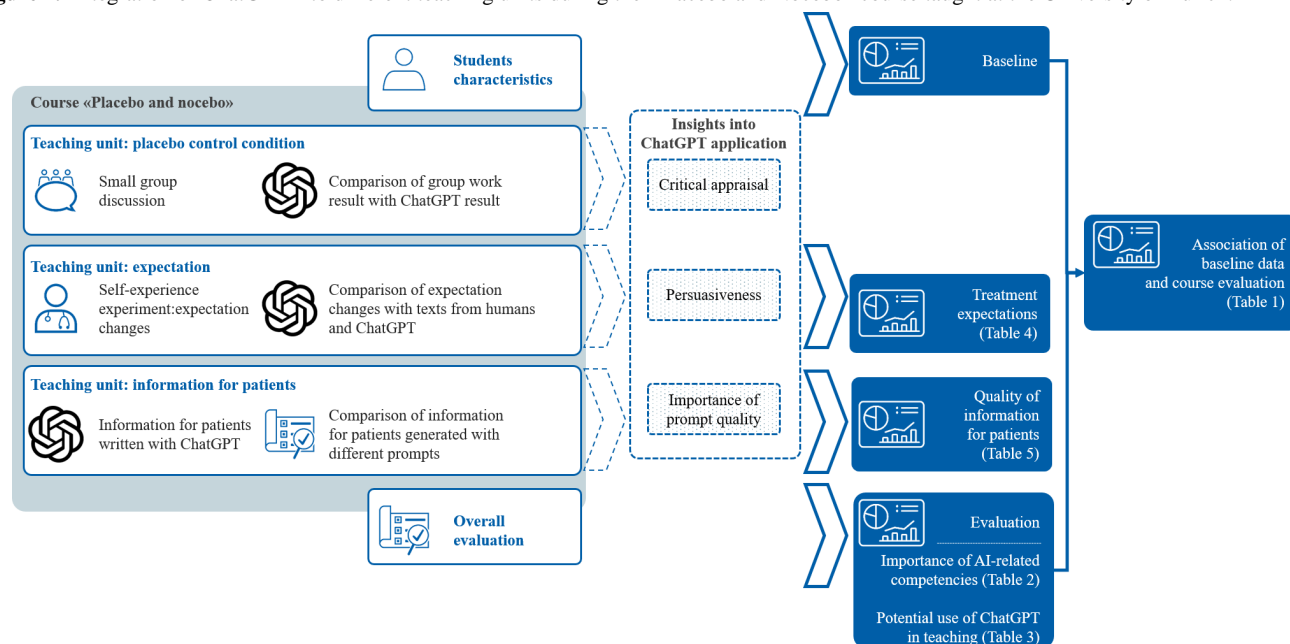 Students
characteristics
Course «Placebo and nocebo»
Teaching unit: placebo control condition
Small group
discussion
Comparison of group work
result with ChatGPT result
Teaching unit: expectation
Self-experience
experiment:expectation
changes
Comparison of expectation
changes with texts from humans
and ChatGPT
Teaching unit: information for patients
Information for patients
written with ChatGPT
Comparison of information
for patients generated with
different prompts
Overall
evaluation
Insights into
ChatGPT application
Critical appraisal
Persuasiveness
Importance of
prompt quality
Baseline
Treatment
expectations
(Table 4)
Quality of
information
for patients
(Table 5)
Evaluation
Importance of AI-related
competencies (Table 2)
Potential use of ChatGPT
in teaching (Table 3)
Association of
baseline data
and course evaluation
(Table 1)